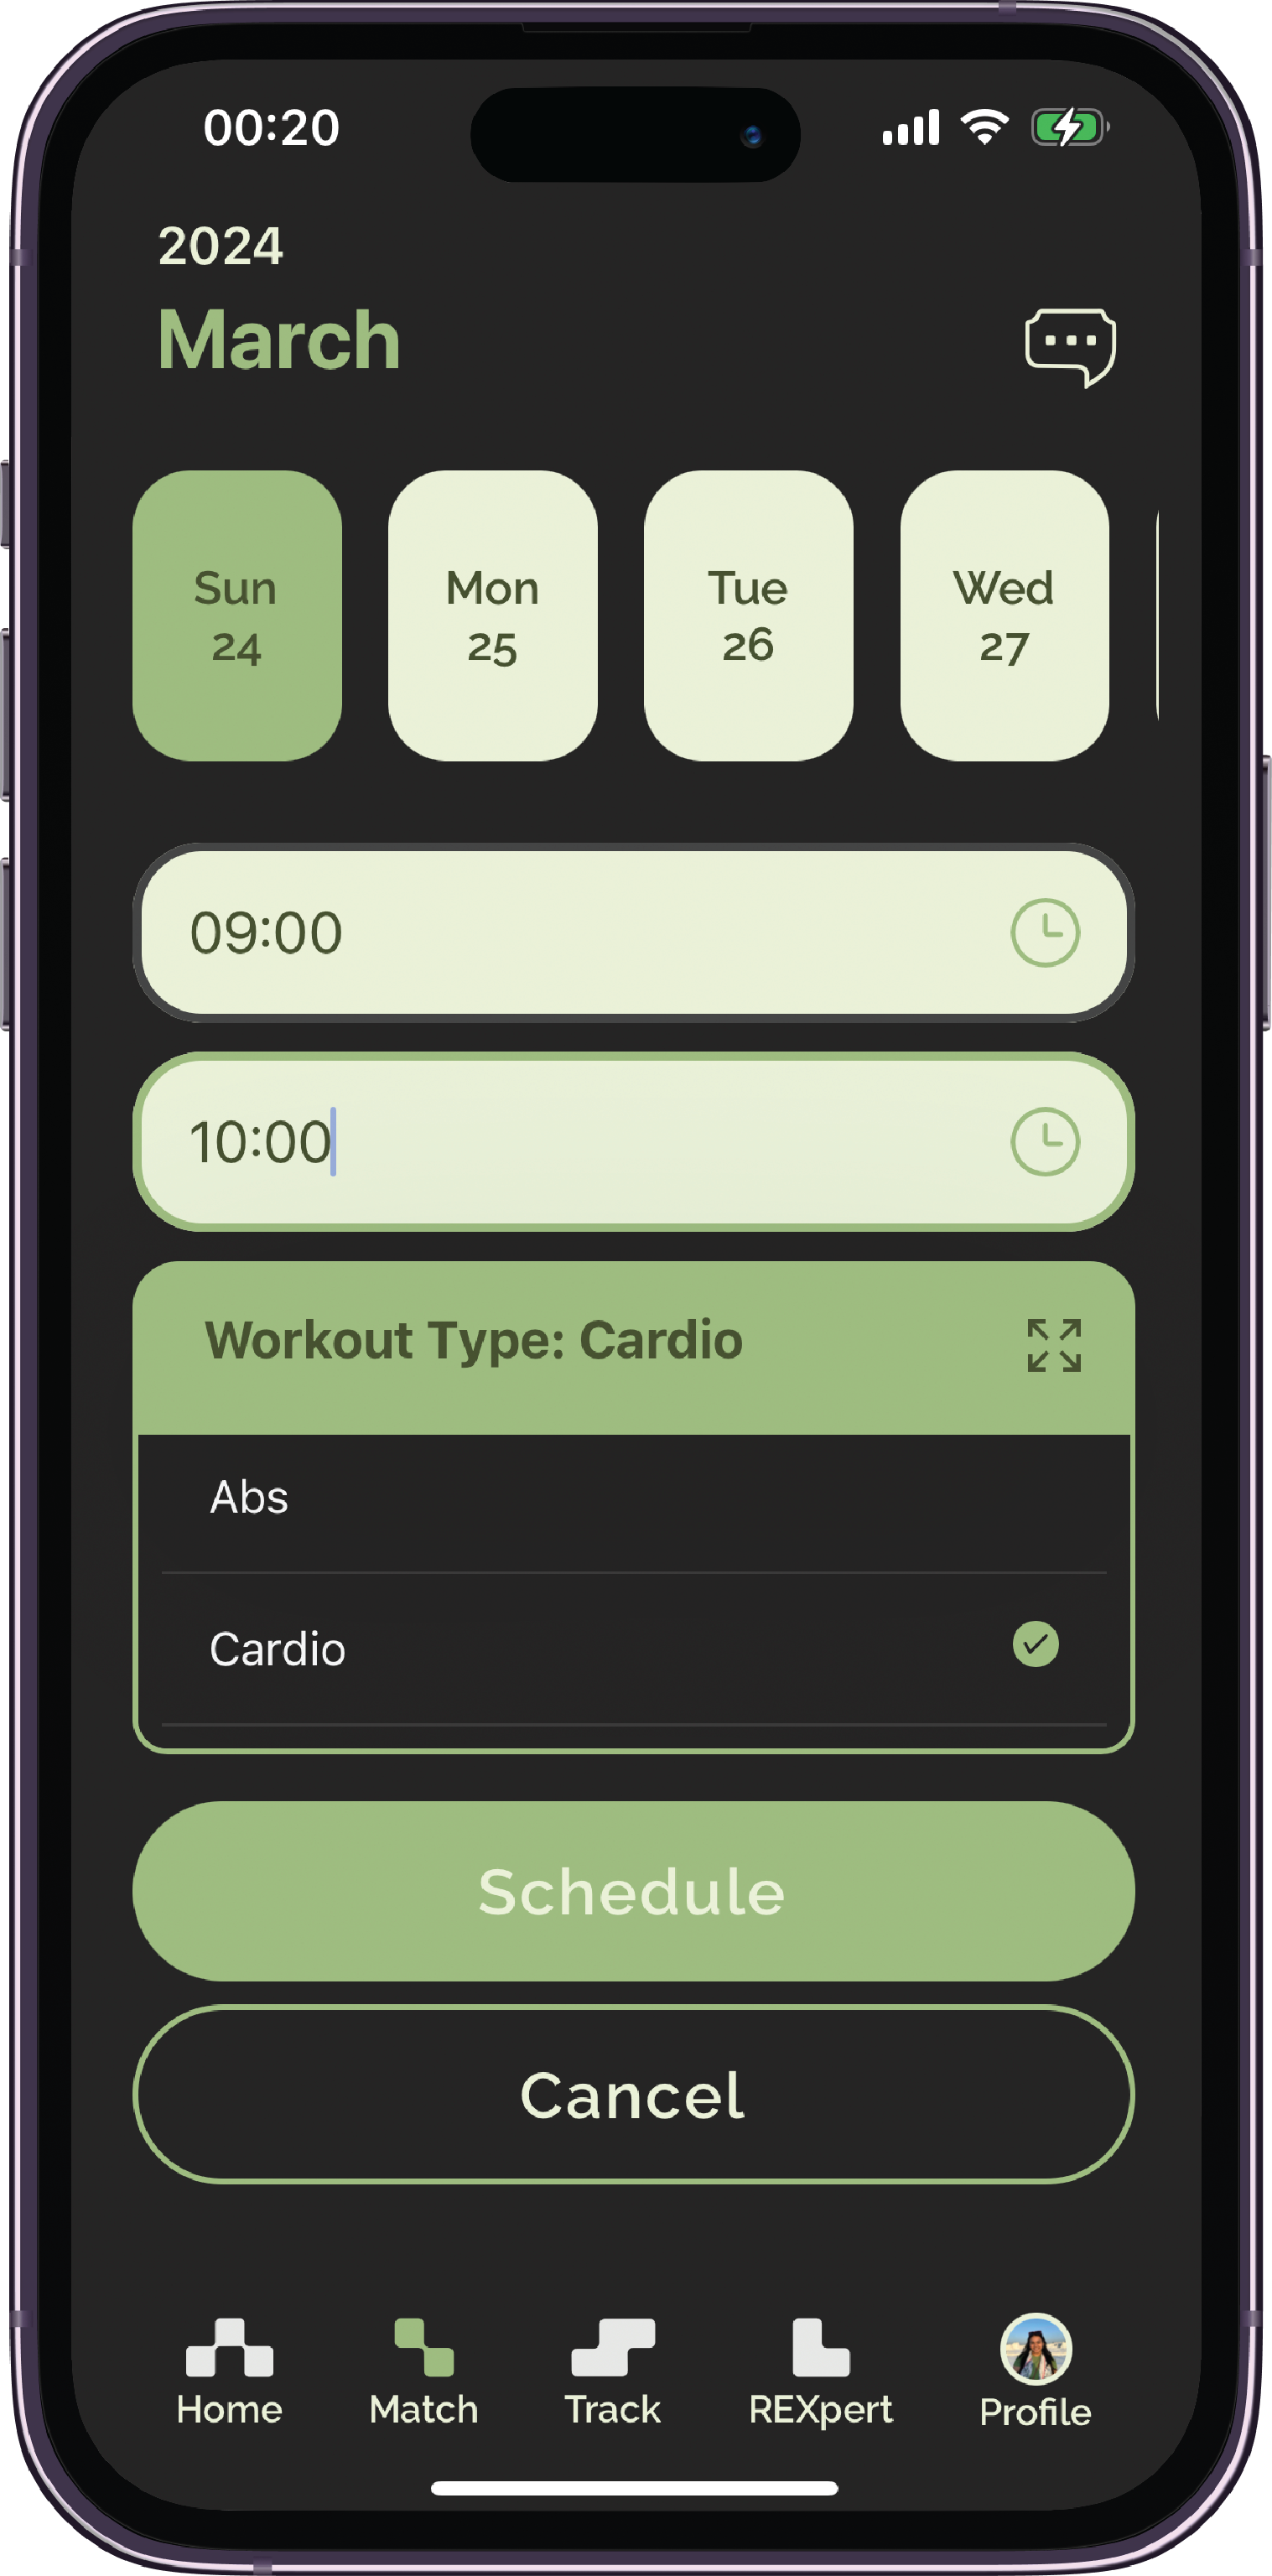 00:20
2024
March
Sun Mon Tue Wed
24 25 26 27
09:00
10:00
Workout Type: Cardio
Abs
Cardio
Schedule
Cancel
Home Match Track REXpert Profile